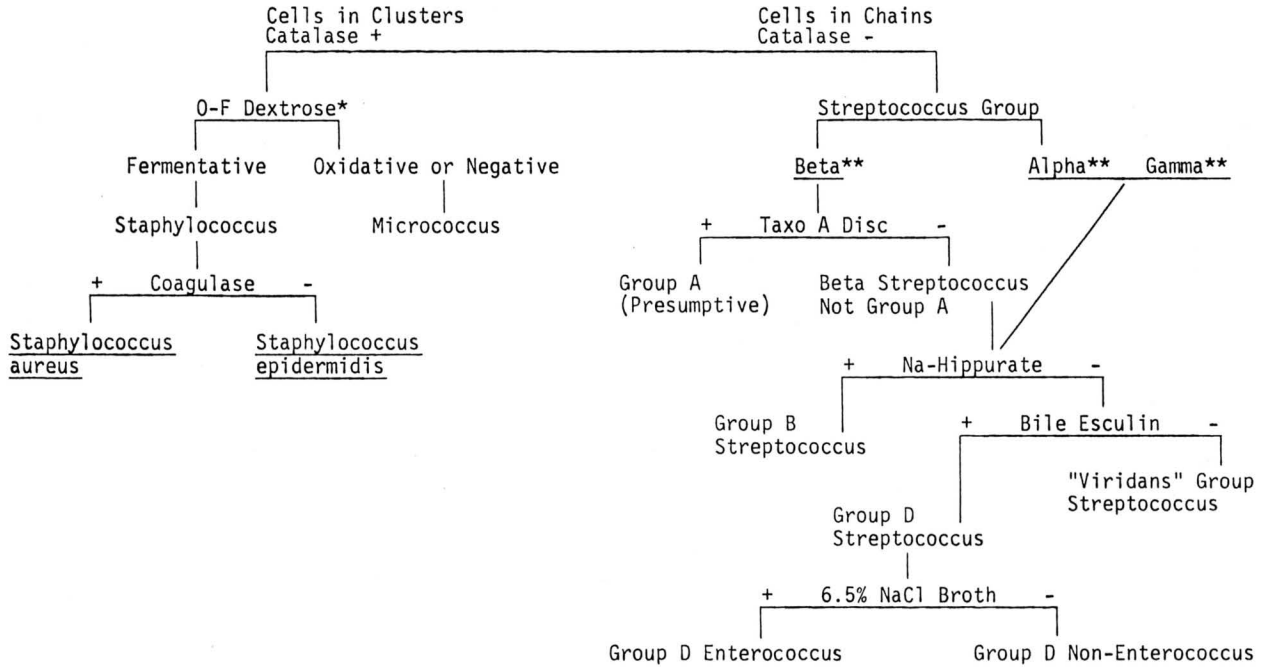 Cells in Clusters
Catalase +
Cells in Chains
Catalase -
O-F Dextrose*
Streptococcus Group
Fermentative
Oxidative or Negative
Beta**
Alpha** Gamma**
Staphylococcus
Micrococcus
+ Taxo A Disc -
+ Coagulase -
Group A
(Presumptive)
Beta Streptococcus
Not Group A
Staphylococcus
aureus
Staphylococcus
epidermidis
+ Na-Hippurate -
Group B
Streptococcus
+ Bile Esculin -
"Viridans" Group
Streptococcus
Group D
Streptococcus
+ 6.5% NaCl Broth -
Group D Enterococcus
Group D Non-Enterococcus